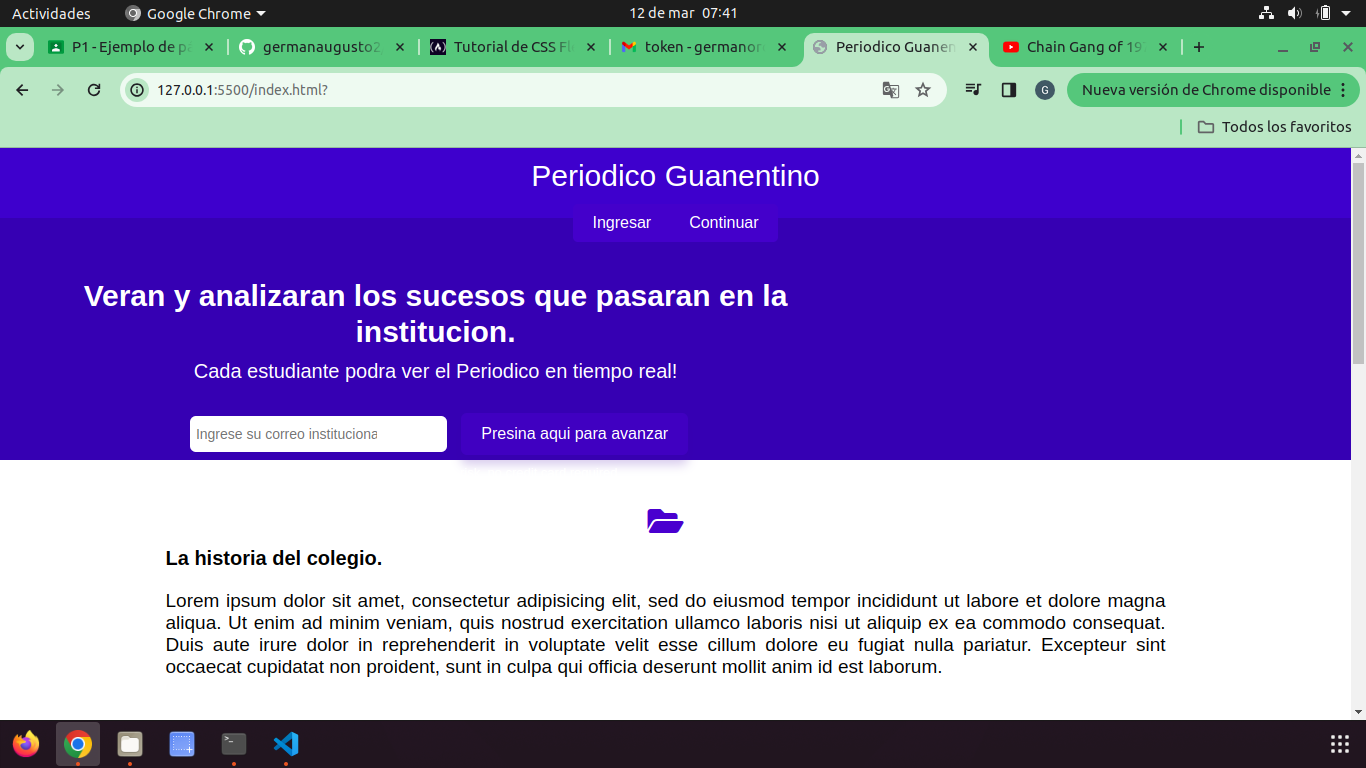 Actividades
Google Chrome
12 de mar 07:41
P1 - Ejemplo de pá
germanaugusto2
Tutorial de CSS Fle
token - germanor
Periodico Guanen
Chain Gang of 19
127.0.0.1:5500/index.html?
G
Nueva versión de Chrome disponible
Todos los favoritos
Periodico Guanentino
Ingresar
Continuar
Veran y analizaran los sucesos que pasaran en la
institucion.
Cada estudiante podra ver el Periodico en tiempo real!
Ingrese su correo instituciona
Presina aqui para avanzar
La historia del colegio.
Lorem ipsum dolor sit amet, consectetur adipisicing elit, sed do eiusmod tempor incididunt ut labore et dolore magna
aliqua. Ut enim ad minim veniam, quis nostrud exercitation ullamco laboris nisi ut aliquip ex ea commodo consequat.
Duis aute irure dolor in reprehenderit in voluptate velit esse cillum dolore eu fugiat nulla pariatur. Excepteur sint
occaecat cupidatat non proident, sunt in culpa qui officia deserunt mollit anim id est laborum.